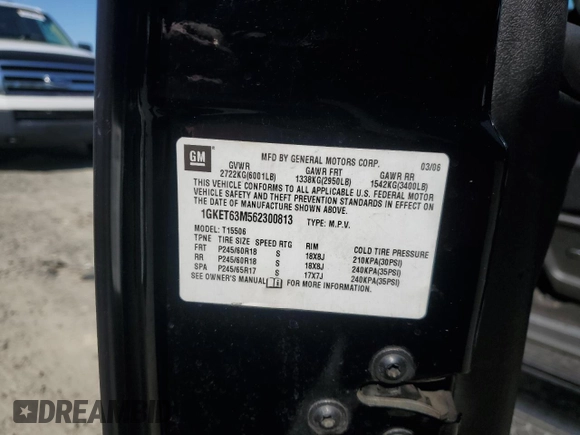 GM
MFD BY GENERAL MOTORS CORP. 03/06
GVWR GAWR FRT GAWR RR
2722KG(6001LB) 1338KG(2950LB) 1542KG(3400LB)
THIS VEHICLE CONFORMS TO ALL APPLICABLE U.S. FEDERAL MOTOR
VEHICLE SAFETY AND THEFT PREVENTION STANDARDS IN EFFECT ON
THE DATE OF MANUFACTURE SHOWN ABOVE.
1GKET63M562300813 TYPE: M.P.V.
MODEL: T15506
TPNE TIRE SIZE SPEED RTG RIM COLD TIRE PRESSURE
FRT P245/60R18 S 18X8J 210KPA(30PSI)
RR P245/60R18 S 18X8J 240KPA(35PSI)
SPA P245/65R17 S 17X7J 240KPA(35PSI)
SEE OWNER'S MANUAL FOR MORE INFORMATION.
DREAMBID